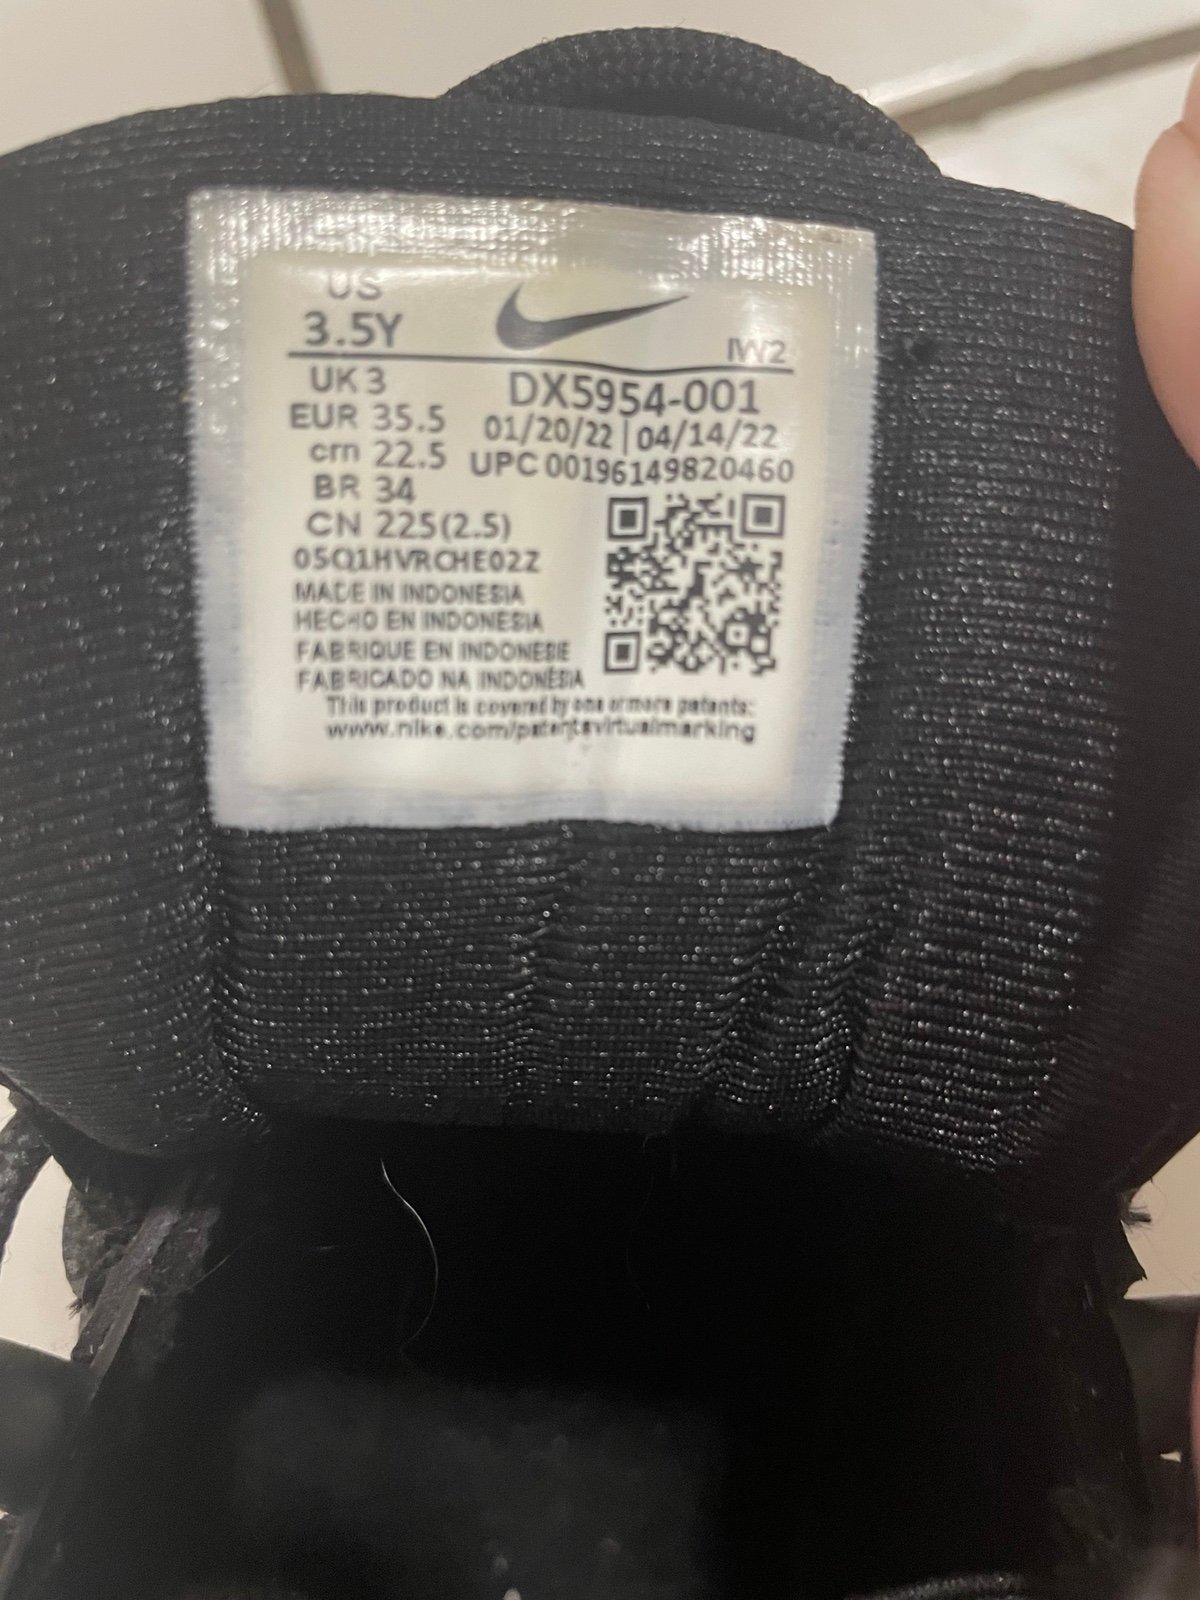 US
3.5Y
IW2
UK 3
EUR 35.5
cm 22.5
BR 34
CN 225(2.5)
DX5954-001
01/20/22 | 04/14/22
UPC 00196149820460
05Q1HVRCHE02Z
MADE IN INDONESIA
HECHO EN INDONESIA
FABRIQUE EN INDONESIE
FABRICADO NA INDONÉSIA
This product is covered by one or more patents:
www.nike.com/patentsvirtualmarking